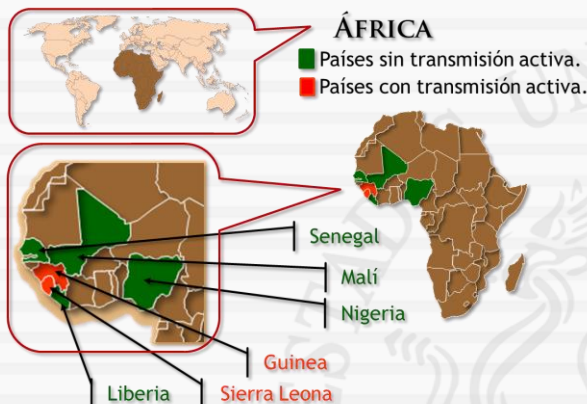 ÁFRICA
Países sin transmisión activa.
Países con transmisión activa.
Senegal
Malí
Nigeria
Guinea
Liberia
Sierra Leona